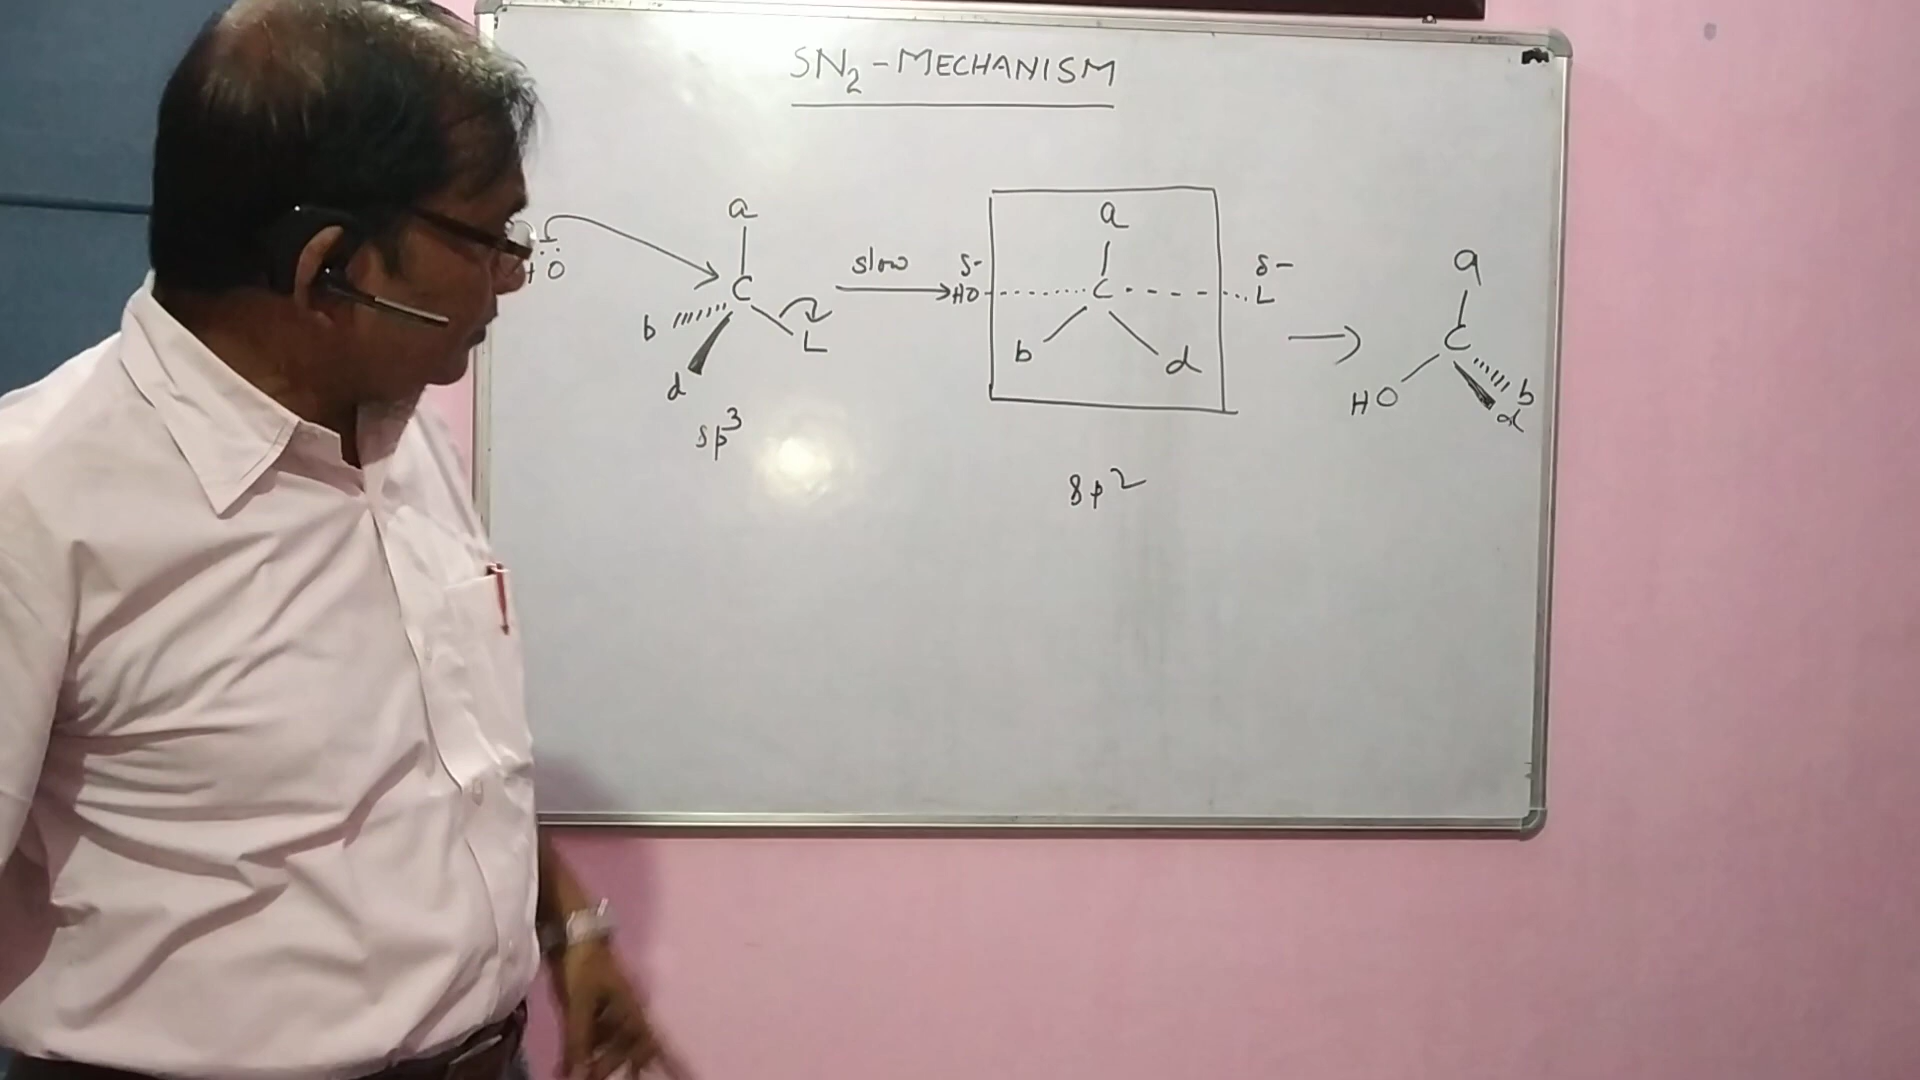 SN2-MECHANISM
HO a C b d L
sp3
slow
δ- HO a C b d L δ-
sp2
a C HO b d